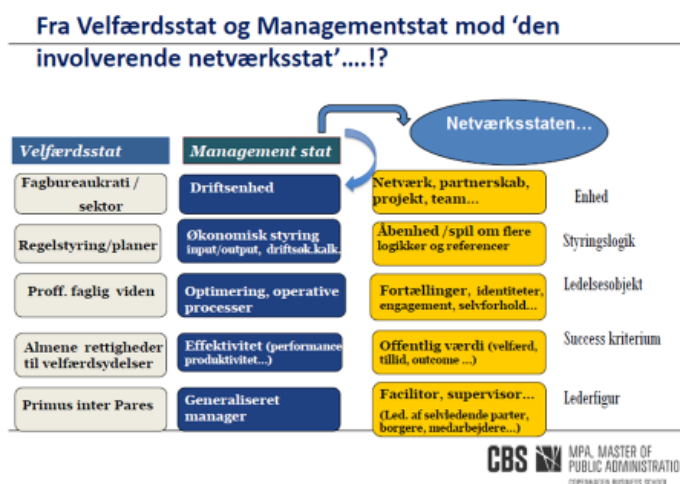 Fra Velfærdsstat og Managementstat mod ‘den
involverende netværksstat’….!?
Netværksstaten…
Velfærdsstat
Management stat
Fagbureaukrati /
sektor
Driftsenhed
Netværk, partnerskab,
projekt, team…
Enhed
Regelstyring/planer
Økonomisk styring
input/output, driftsøk.kalk.
Åbenhed /spil om flere
logikker og referencer
Styringslogik
Proff. faglig viden
Optimering, operative
processer
Fortællinger, identiteter,
engagement, selvforhold…
Ledelsesobjekt
Almene rettigheder
til velfærdsydelser
Effektivitet (performance
produktivitet…)
Offentlig værdi (velfærd,
tillid, outcome …)
Success kriterium
Primus inter Pares
Generaliseret
manager
Facilitor, supervisor…
(Led. af selvledende parter,
borgere, medarbejdere…)
Lederfigur
CBS
MPA, MASTER OF
PUBLIC ADMINISTRATIO
COPENHAGEN BUSINESS SCHOOL